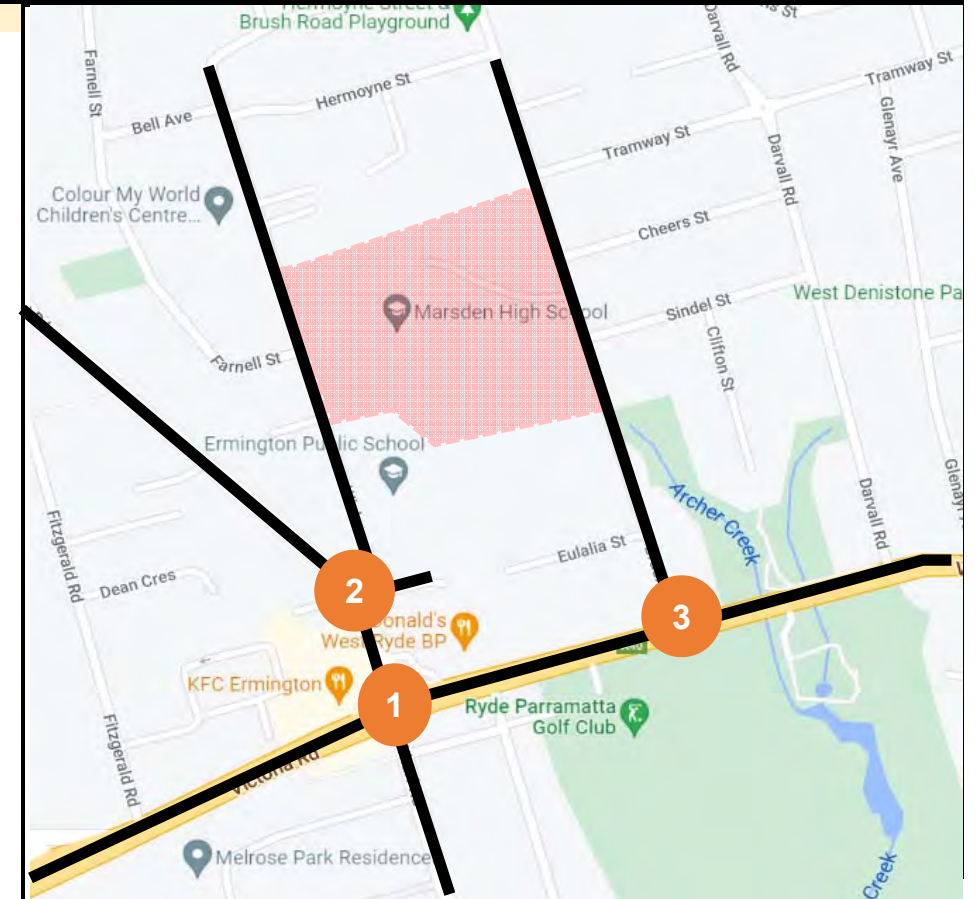 Brush Road Playground
Darvall Rd
St
Farnell St
Tramway St
Hermoyne St
Bell Ave
Glenayr Ave
Tramway St
Darvall Rd
Colour My World
Children's Centre...
Cheers St
West Denistone Pa
Marsden High School
Sindel St
Farnell St
Clifton St
Ermington Public School
Archer Creek
Glenayr
Darvall Rd
Fitzgerald Rd
Eulalia St
Dean Cres
2
3
West Ryde BP
KFC Ermington
1
Ryde Parramatta
Golf Club
Fitzgerald Rd
Victoria Rd
Melrose Park Residence
Creek